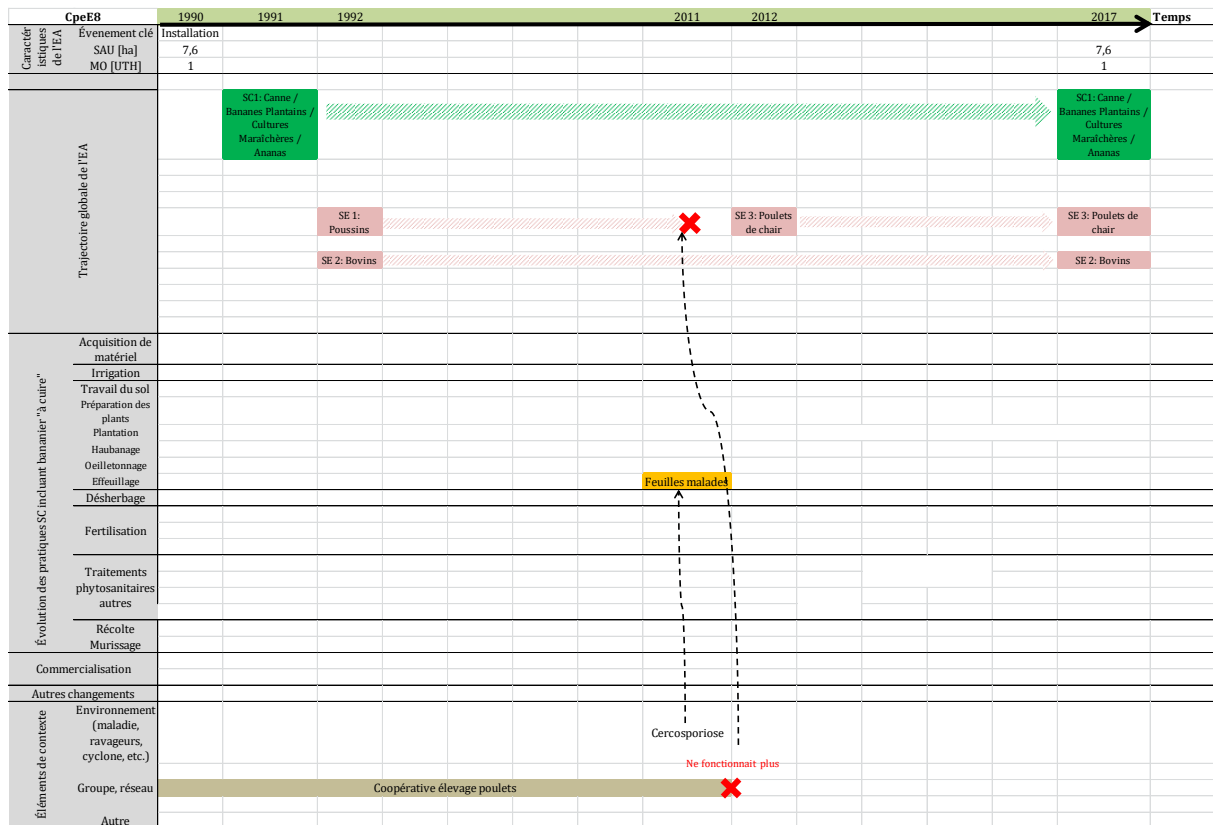 CpeE8 1990 1991 1992 2011 2012 2017 Temps
Caractér
istiques
de l'EA
Évenement clé Installation
SAU [ha] 7,6 7,6
MO [UTH] 1 1
Trajectoire globale de l'EA
SC1: Canne /
Bananes Plantains /
Cultures
Maraîchères /
Ananas
SC1: Canne /
Bananes Plantains /
Cultures
Maraîchères /
Ananas
SE 1:
Poussins
SE 3: Poulets
de chair
SE 3: Poulets de
chair
SE 2: Bovins
SE 2: Bovins
Évolution des pratiques SC incluant bananier "à cuire"
Acquisition de
matériel
Irrigation
Travail du sol
Préparation des
plants
Plantation
Haubanage
Oeilletonnage
Effeuillage
Feuilles malades
Désherbage
Fertilisation
Traitements
phytosanitaires
autres
Récolte
Murissage
Commercialisation
Autres changements
Éléments de contexte
Environnement
(maladie,
ravageurs,
cyclone, etc.)
Cercosporiose
Ne fonctionnait plus
Groupe, réseau
Coopérative élevage poulets
Autre